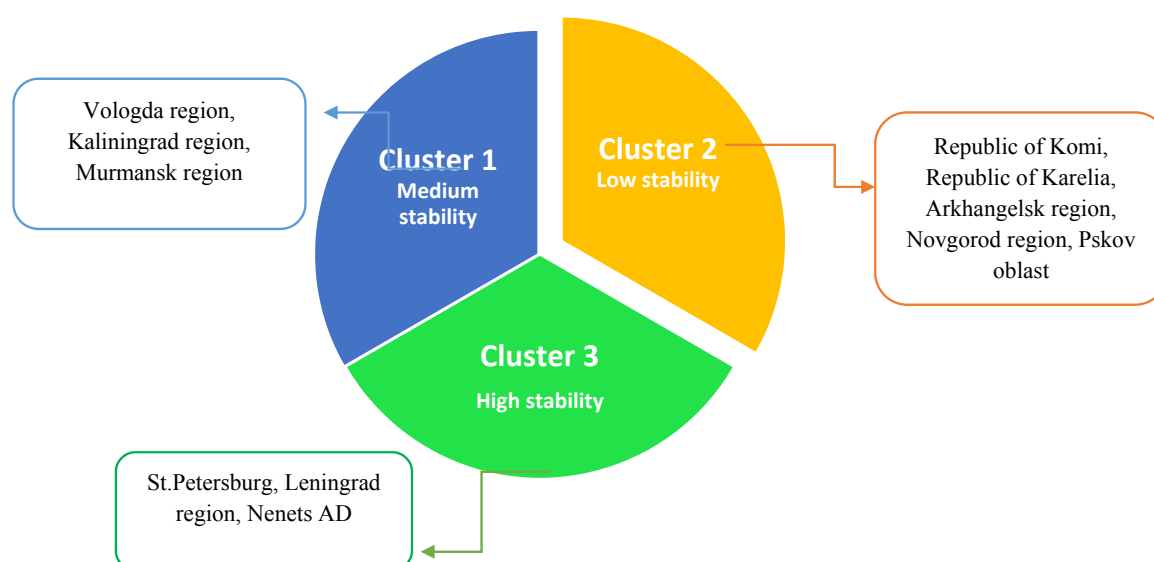 Vologda region,
Kaliningrad region,
Murmansk region
Cluster 1
Medium
stability
Cluster 2
Low stability
Republic of Komi,
Republic of Karelia,
Arkhangelsk region,
Novgorod region, Pskov
oblast
Cluster 3
High stability
St.Petersburg, Leningrad
region, Nenets AD